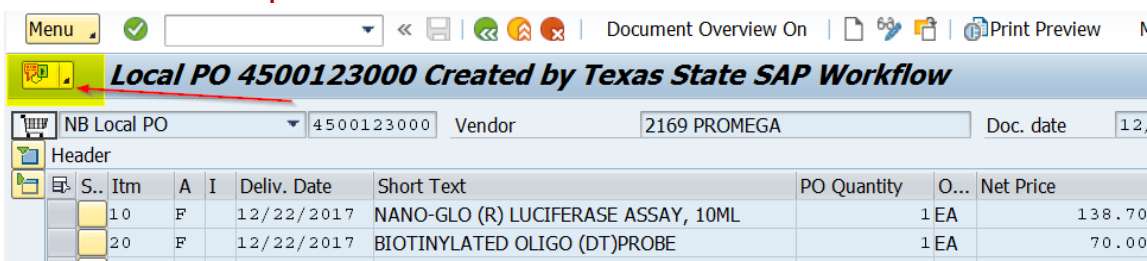 Menu Document Overview On Print Preview
Local PO 4500123000 Created by Texas State SAP Workflow
NB Local PO 4500123000 Vendor 2169 PROMEGA Doc. date 12/
Header
S.. Itm A I Deliv. Date Short Text PO Quantity O... Net Price
10 F 12/22/2017 NANO-GLO (R) LUCIFERASE ASSAY, 10ML 1 EA 138.70
20 F 12/22/2017 BIOTINYLATED OLIGO (DT)PROBE 1 EA 70.00